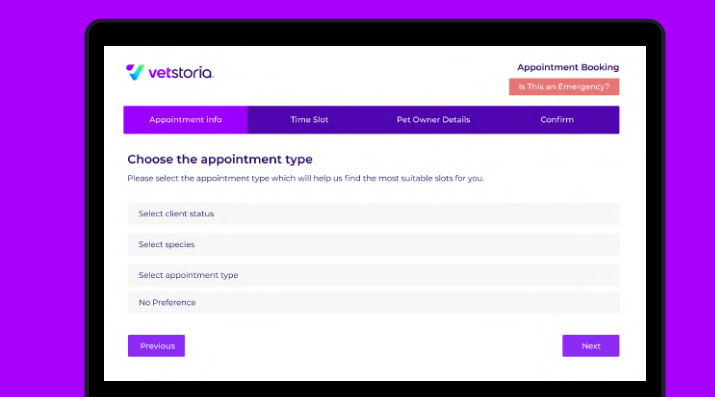 vetstoria.
Appointment Booking
Is This an Emergency?
Appointment info
Time Slot
Pet Owner Details
Confirm
Choose the appointment type
Please select the appointment type which will help us find the most suitable slots for you.
Select client status
Select species
Select appointment type
No Preference
Previous
Next